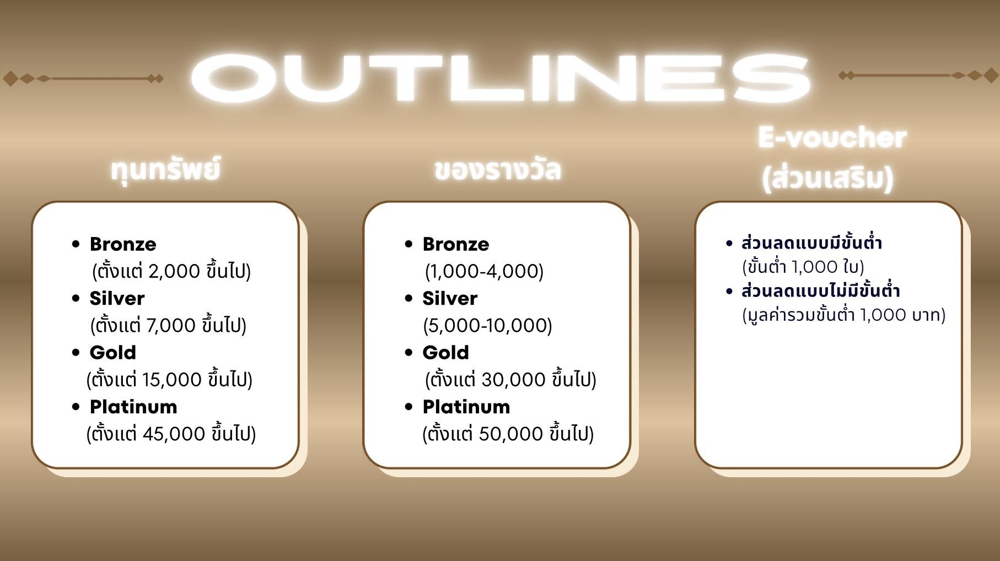 OUTLINES
ทุนทรัพย์
• Bronze
(ตั้งแต่ 2,000 ขึ้นไป)
• Silver
(ตั้งแต่ 7,000 ขึ้นไป)
• Gold
(ตั้งแต่ 15,000 ขึ้นไป)
• Platinum
(ตั้งแต่ 45,000 ขึ้นไป)
ของรางวัล
• Bronze
(1,000-4,000)
• Silver
(5,000-10,000)
• Gold
(ตั้งแต่ 30,000 ขึ้นไป)
• Platinum
(ตั้งแต่ 50,000 ขึ้นไป)
E-voucher
(ส่วนเสริม)
• ส่วนลดแบบมีขั้นต่ำ
(ขั้นต่ำ 1,000 ใบ)
• ส่วนลดแบบไม่มีขั้นต่ำ
(มูลค่ารวมขั้นต่ำ 1,000 บาท)